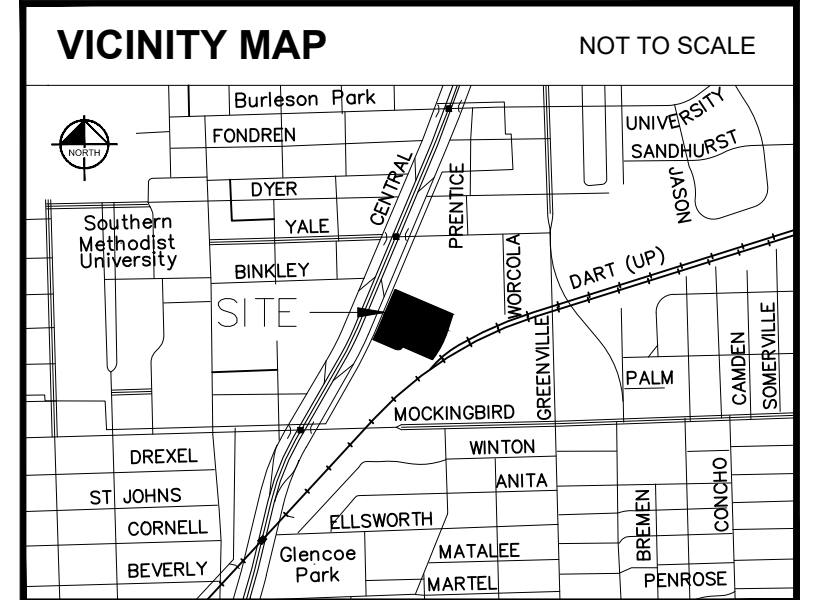 VICINITY MAP
NOT TO SCALE
Burleson Park
UNIVERSITY
FONDREN
SANDHURST
NORTH
CENTRAL
PRENTICE
JASON
DYER
Southern
Methodist
University
YALE
WORCOLA
DART (UP)
BINKLEY
SITE
GREENVILLE
CAMDEN
SOMERVILLE
PALM
MOCKINGBIRD
WINTON
DREXEL
ANITA
CONCHO
ST JOHNS
BREMEN
CORNELL
ELLSWORTH
Glencoe
Park
MATALEE
BEVERLY
MARTEL
PENROSE